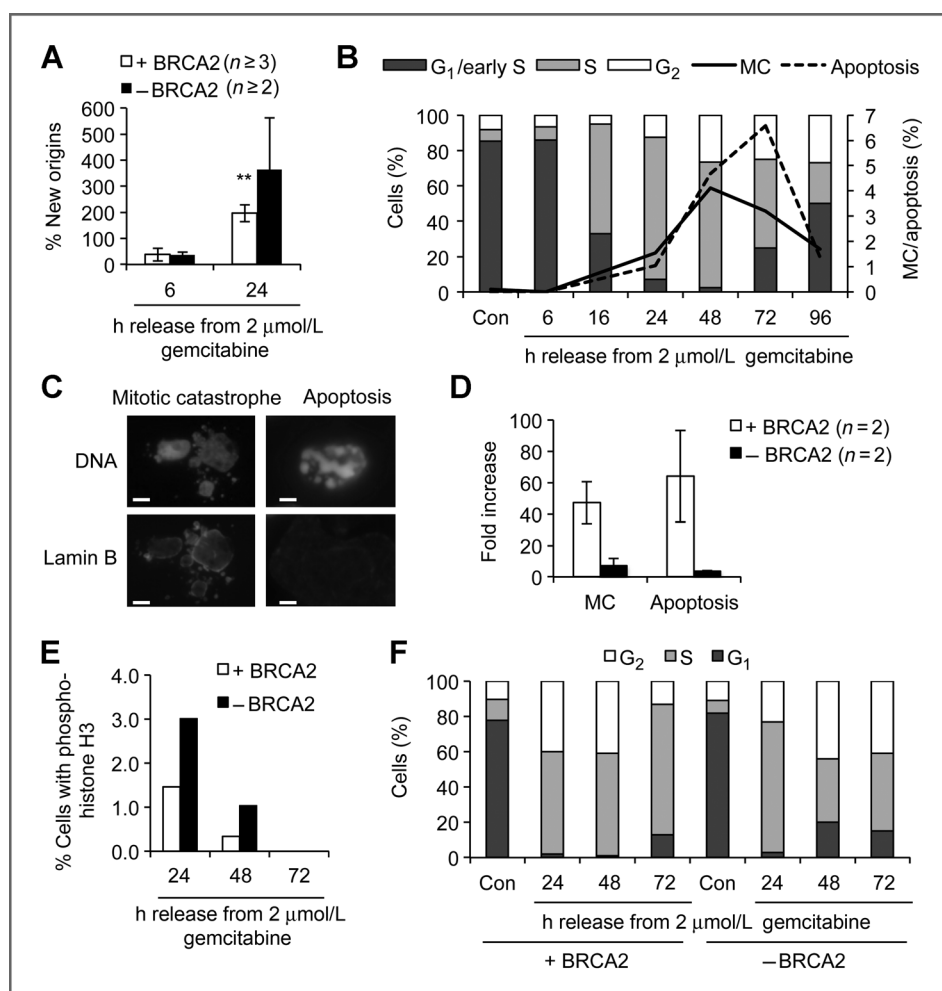 A
+ BRCA2 (n ≥ 3)
– BRCA2 (n ≥ 2)
% New origins
600
500
400
300
200
100
0
**
6 24
h release from 2 μmol/L
gemcitabine
B
G1/early S S G2 MC Apoptosis
Cells (%)
100
80
60
40
20
0
MC/apoptosis (%)
7
6
5
4
3
2
1
0
Con 6 16 24 48 72 96
h release from 2 μmol/L gemcitabine
C
Mitotic catastrophe Apoptosis
DNA
Lamin B
D
+ BRCA2 (n = 2)
– BRCA2 (n = 2)
Fold increase
100
80
60
40
20
0
MC Apoptosis
E
+ BRCA2
– BRCA2
% Cells with phospho-
histone H3
4.0
3.0
1.0
1.0
0.0
24 48 72
h release from 2 μmol/L
gemcitabine
F
G2 S G1
Cells (%)
100
80
60
40
20
0
Con 24 48 72 Con 24 48 72
h release from 2 μmol/L gemcitabine
+ BRCA2 – BRCA2